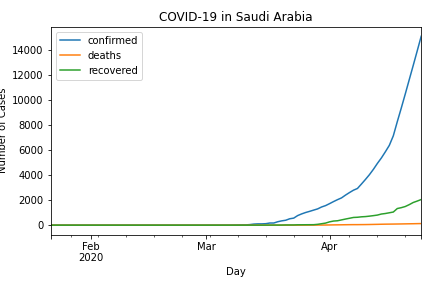 COVID-19 in Saudi Arabia
confirmed
deaths
recovered
14000
12000
10000
8000
6000
4000
2000
0
Number of Cases
Feb
2020
Mar
Apr
Day